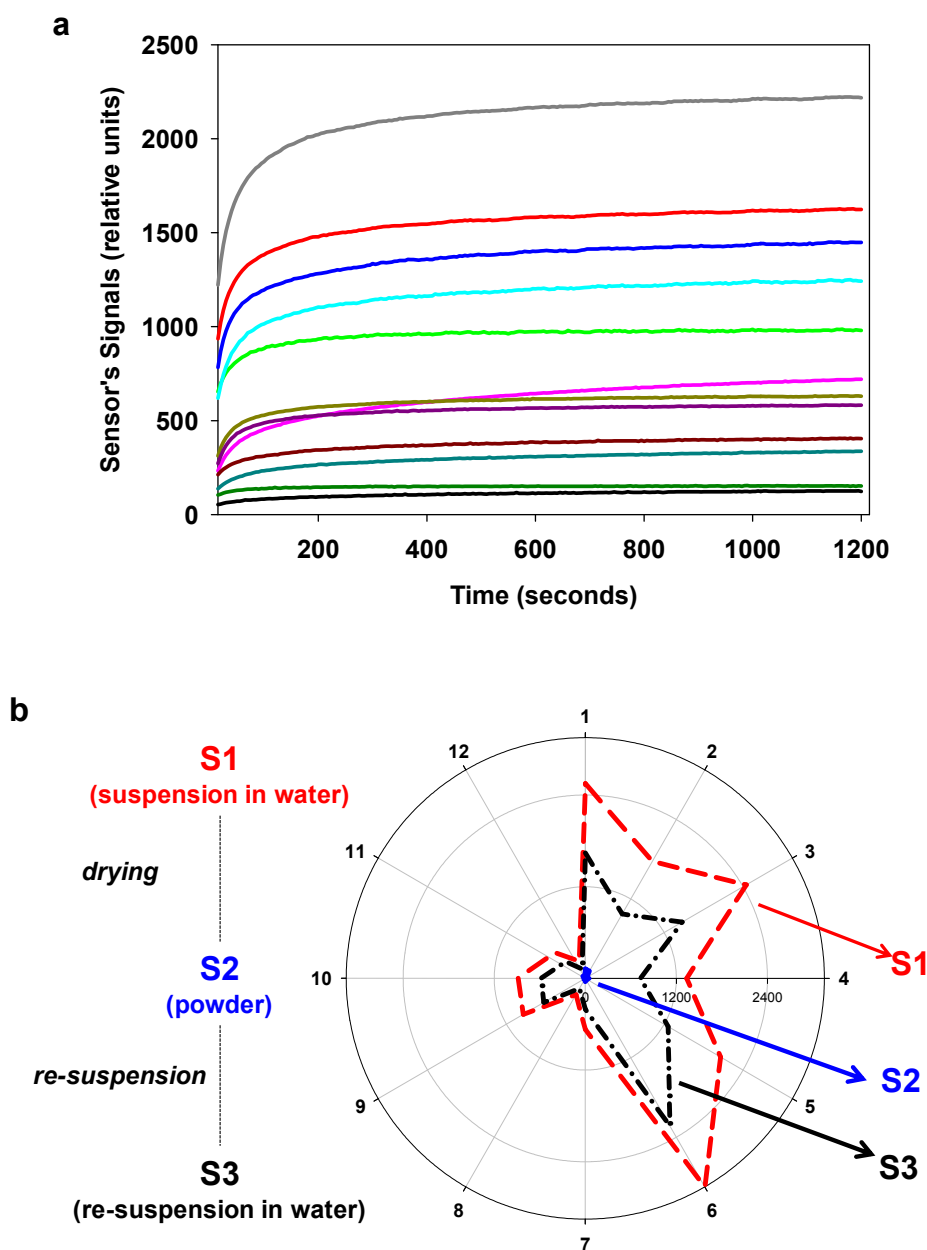 a
2500
2000
1500
1000
500
0
Sensor's Signals (relative units)
200 400 600 800 1000 1200
Time (seconds)
b
S1
(suspension in water)
drying
S2
(powder)
re-suspension
S3
(re-suspension in water)
1
2
3
4
5
6
7
8
9
10
11
12
0 1200 2400
S1
S2
S3